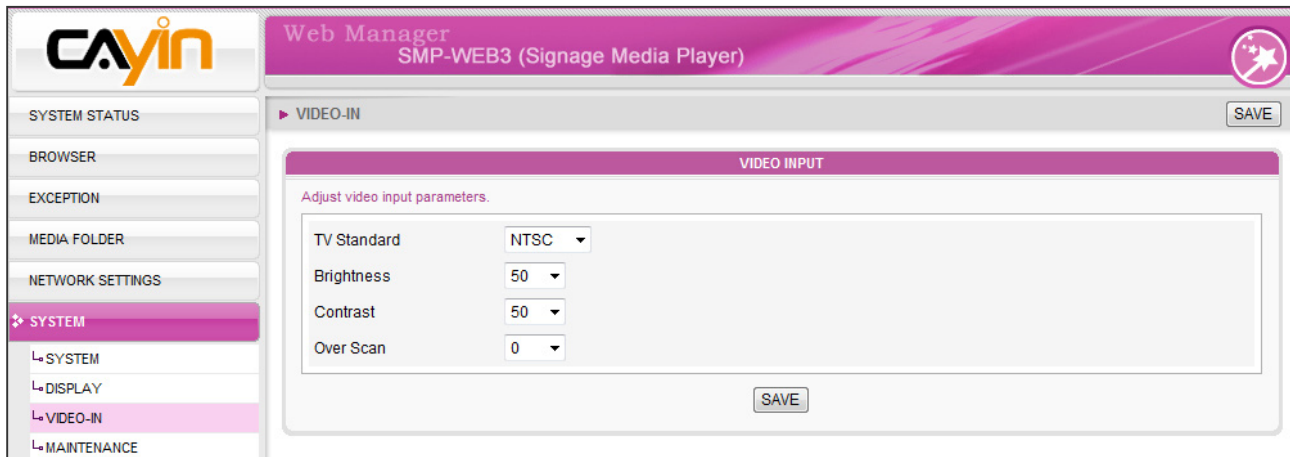 CAYIN
Web Manager
SMP-WEB3 (Signage Media Player)
SYSTEM STATUS
BROWSER
EXCEPTION
MEDIA FOLDER
NETWORK SETTINGS
SYSTEM
SYSTEM
DISPLAY
VIDEO-IN
MAINTENANCE
VIDEO-IN SAVE
VIDEO INPUT
Adjust video input parameters.
TV Standard NTSC
Brightness 50
Contrast 50
Over Scan 0
SAVE